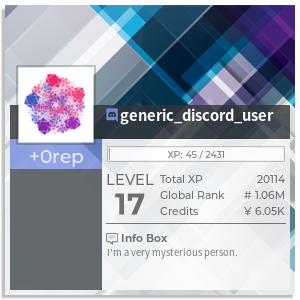 generic_discord_user
+0rep
XP: 45 / 2431
LEVEL
17
Total XP 20114
Global Rank # 1.06M
Credits ¥ 6.05K
Info Box
I'm a very mysterious person.